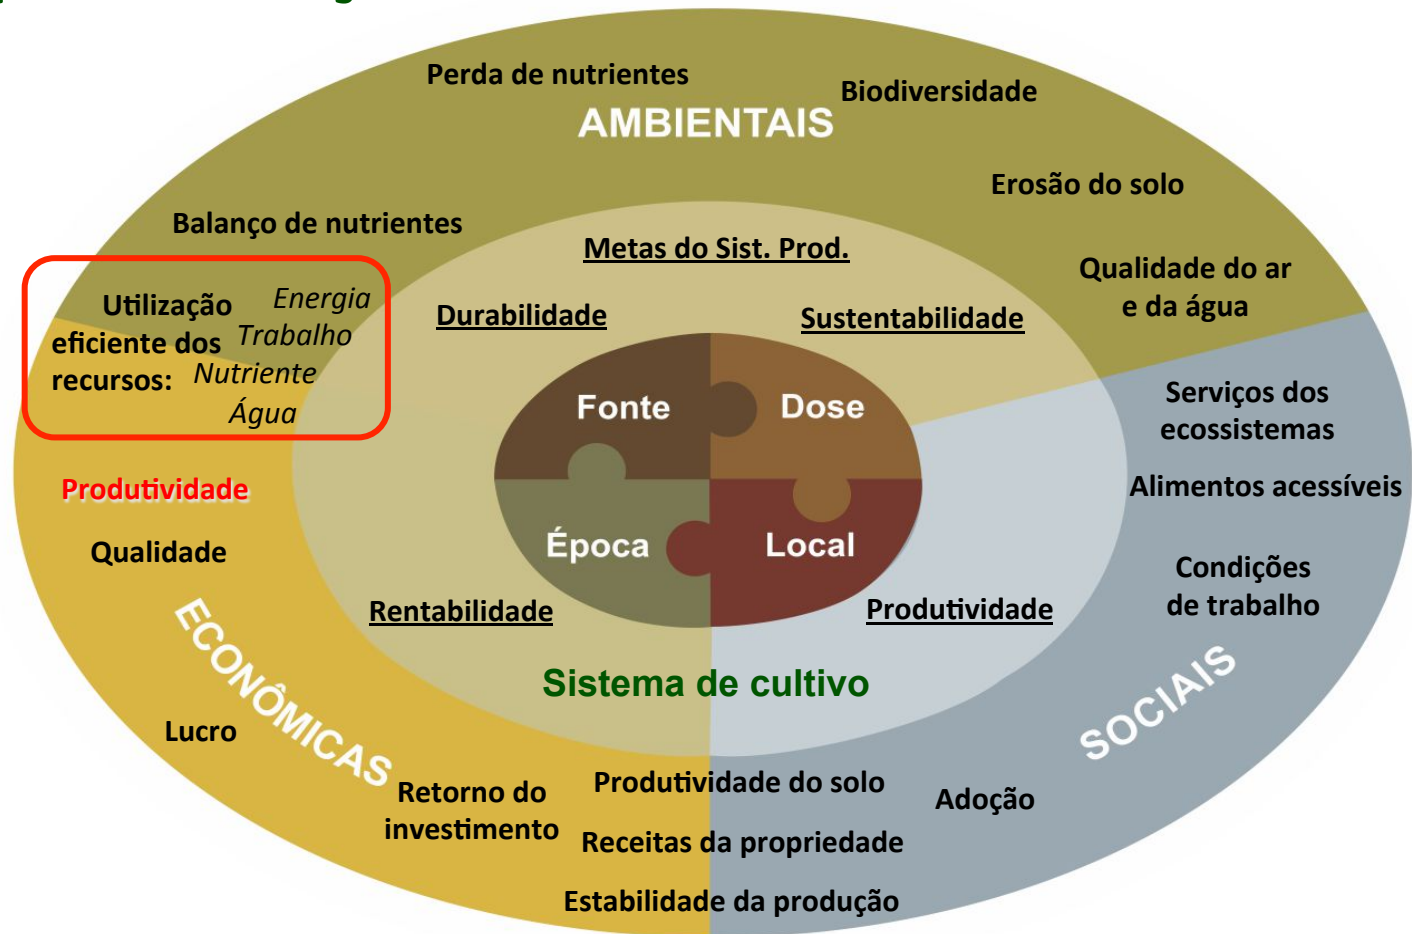 Perda de nutrientes
Biodiversidade
AMBIENTAIS
Erosão do solo
Balanço de nutrientes
Metas do Sist. Prod.
Qualidade do ar
e da água
Utilização
eficiente dos
recursos:
Energia
Trabalho
Nutriente
Água
Durabilidade
Sustentabilidade
Fonte
Dose
Serviços dos
ecossistemas
Produtividade
Alimentos acessíveis
Qualidade
Época
Local
Condições
de trabalho
Rentabilidade
Produtividade
ECONÔMICAS
Sistema de cultivo
SOCIAIS
Lucro
Retorno do
investimento
Produtividade do solo
Adoção
Receitas da propriedade
Estabilidade da produção